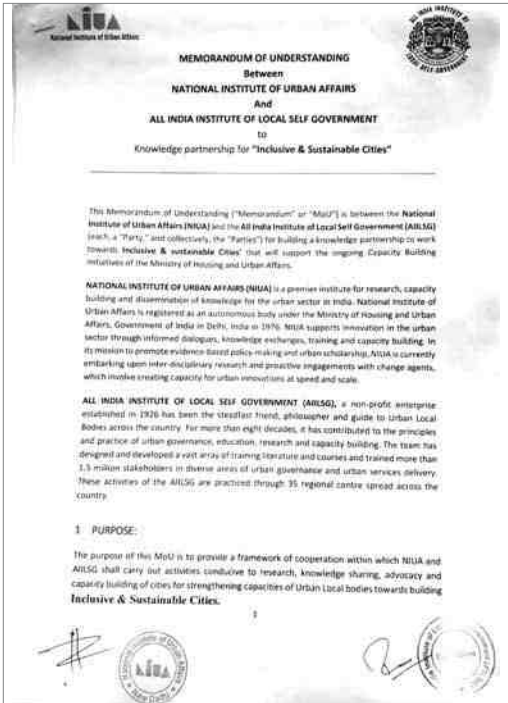 NIUA
National Institute of Urban Affairs
ALL INDIA INSTITUTE OF
LOCAL SELF-GOVERNMENT
MEMORANDUM OF UNDERSTANDING
Between
NATIONAL INSTITUTE OF URBAN AFFAIRS
And
ALL INDIA INSTITUTE OF LOCAL SELF GOVERNMENT
to
Knowledge partnership for "Inclusive & Sustainable Cities"
This Memorandum of Understanding ("Memorandum" or "MoU") is between the National
Institute of Urban Affairs (NIUA) and the All India Institute of Local Self Government (AIILSG)
(each, a "Party," and collectively, the "Parties") for building a knowledge partnership to work
towards 'Inclusive & sustainable Cities' that will support the ongoing Capacity Building
initiatives of the Ministry of Housing and Urban Affairs.
NATIONAL INSTITUTE OF URBAN AFFAIRS (NIUA) is a premier institute for research, capacity
building and dissemination of knowledge for the urban sector in India. National Institute of
Urban Affairs is registered as an autonomous body under the Ministry of Housing and Urban
Affairs, Government of India in Delhi, India in 1976. NIUA supports innovation in the urban
sector through informed dialogues, knowledge exchanges, training and capacity building. In
its mission to promote evidence-based policy-making and urban scholarship, NIUA is currently
embarking upon inter-disciplinary research and proactive engagements with change agents,
which involve creating capacity for urban innovations at speed and scale.
ALL INDIA INSTITUTE OF LOCAL SELF GOVERNMENT (AIILSG), a non-profit enterprise
established in 1926 has been the steadfast friend, philosopher and guide to Urban Local
Bodies across the country. For more than eight decades, it has contributed to the principles
and practice of urban governance, education, research and capacity building. The team has
designed and developed a vast array of training literature and courses and trained more than
1.5 million stakeholders in diverse areas of urban governance and urban services delivery.
These activities of the AIILSG are practiced through 35 regional centre spread across the
country.
1 PURPOSE:
The purpose of this MoU is to provide a framework of cooperation within which NIUA and
AIILSG shall carry out activities conducive to research, knowledge sharing, advocacy and
capacity building of cities for strengthening capacities of Urban Local bodies towards building
Inclusive & Sustainable Cities.
1
National Institute of Urban Affairs
NIUA
New Delhi